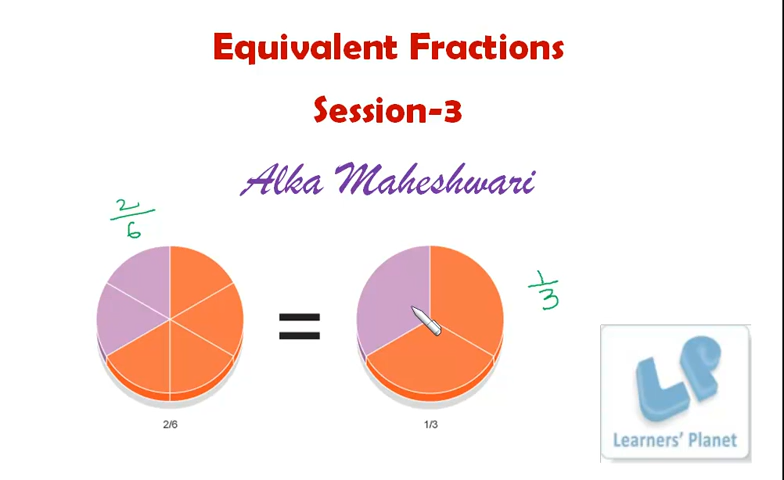 Equivalent Fractions
Session-3
Alka Maheshwari
2/6
1/3
=
2/6
1/3
LP
Learners' Planet